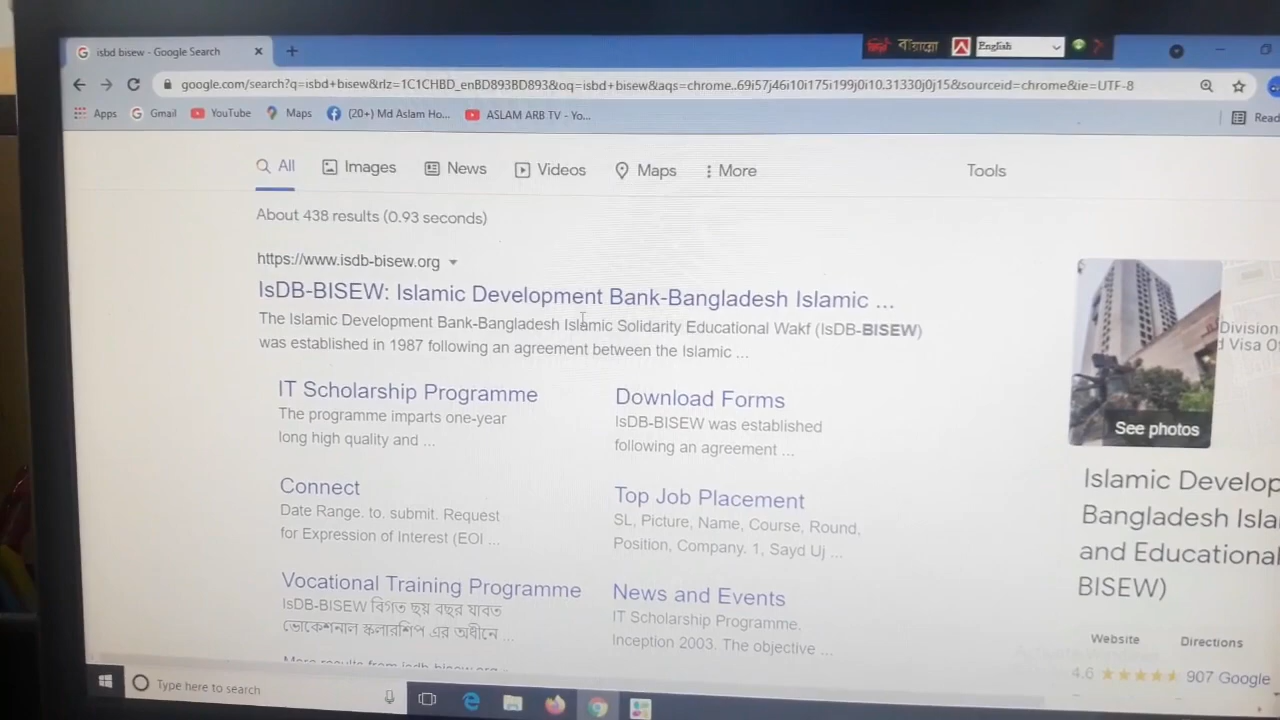 isbd bisew - Google Search
English
google.com/search?q=isbd+bisew&rlz=1C1CHBD_enBD893BD893&oq=isbd+bisew&aqs=chrome..69i57j46i10i175i199j0i10.31330j0j15&sourceid=chrome&ie=UTF-8
Apps Gmail YouTube Maps (20+) Md Aslam Ho... ASLAM ARB TV - Yo...
All Images News Videos Maps More Tools
About 438 results (0.93 seconds)
https://www.isdb-bisew.org
IsDB-BISEW: Islamic Development Bank-Bangladesh Islamic ...
The Islamic Development Bank-Bangladesh Islamic Solidarity Educational Wakf (IsDB-BISEW)
was established in 1987 following an agreement between the Islamic ...
IT Scholarship Programme
The programme imparts one-year
long high quality and ...
Download Forms
IsDB-BISEW was established
following an agreement ...
Connect
Date Range. to. submit. Request
for Expression of Interest (EOI ...
Top Job Placement
SL, Picture, Name, Course, Round,
Position, Company. 1, Sayd Uj ...
Vocational Training Programme
IsDB-BISEW বিগত ছয় বছর যাবত
ভোকেশনাল স্কলারশিপ এর অধীনে ...
News and Events
IT Scholarship Programme.
Inception 2003. The objective ...
More results from isdb-bisew.org
See photos
Division
d Visa O
Islamic Develop
Bangladesh Isla
and Educational
BISEW)
Website Directions
4.6 907 Google
Type here to search